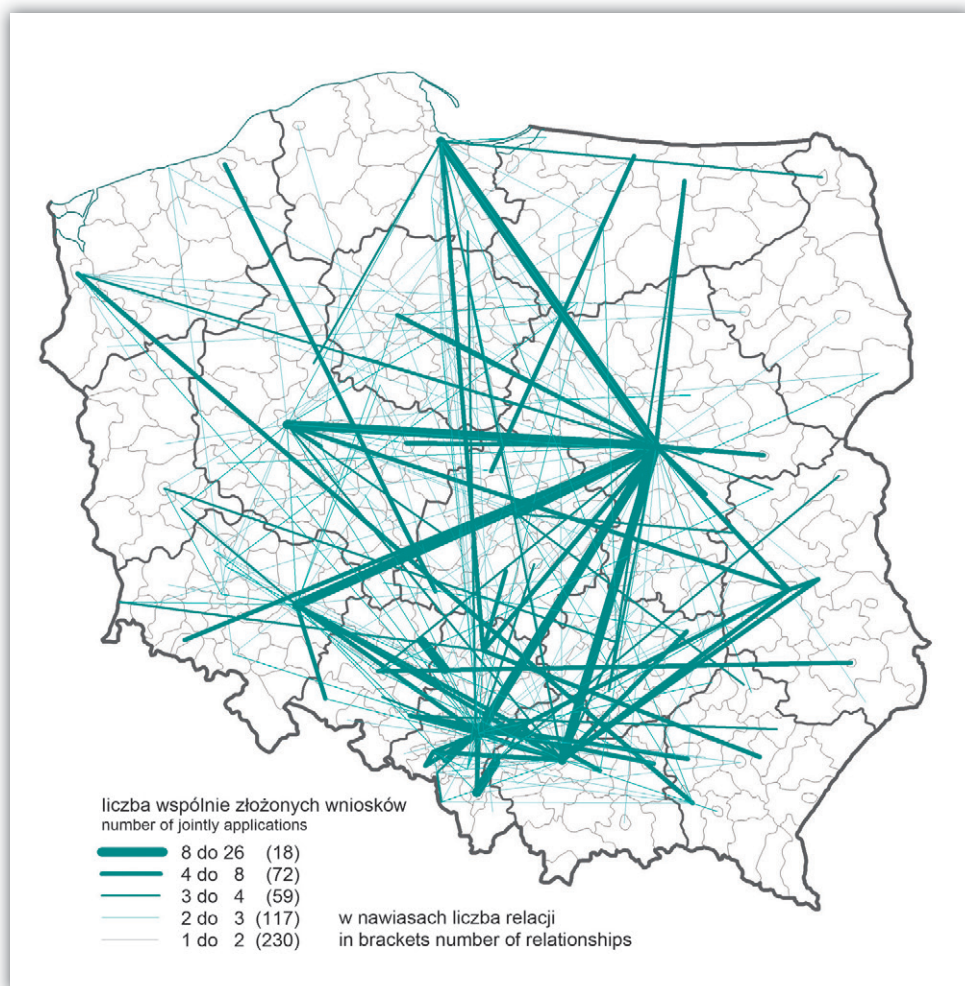 liczba wspólnie złożonych wniosków
number of jointly applications
8 do 26 (18)
4 do 8 (72)
3 do 4 (59)
2 do 3 (117)
1 do 2 (230)
w nawiasach liczba relacji
in brackets number of relationships